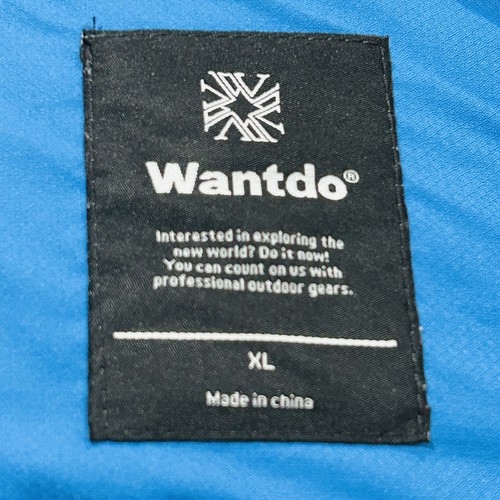 Wantdo®
Interested in exploring the
new world? Do it now!
You can count on us with
professional outdoor gears.
XL
Made in china